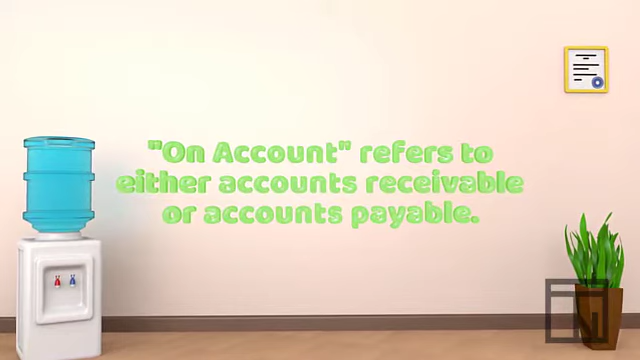 "On Account" refers to
either accounts receivable
or accounts payable.